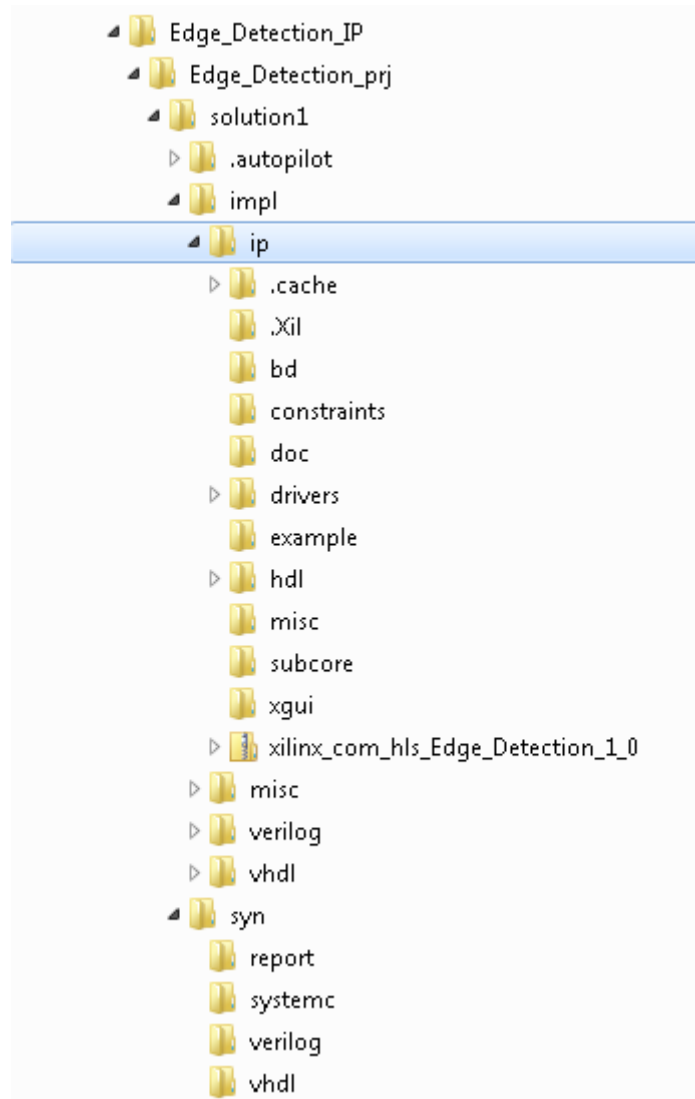 Edge_Detection_IP
Edge_Detection_prj
solution1
.autopilot
impl
ip
.cache
.Xil
bd
constraints
doc
drivers
example
hdl
misc
subcore
xgui
xilinx_com_hls_Edge_Detection_1_0
misc
verilog
vhdl
syn
report
systemc
verilog
vhdl